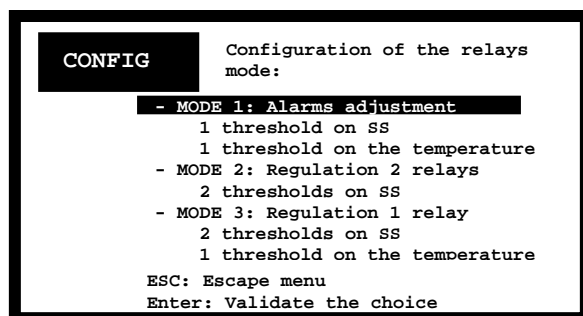 CONFIG
Configuration of the relays
mode:
- MODE 1: Alarms adjustment
1 threshold on SS
1 threshold on the temperature
- MODE 2: Regulation 2 relays
2 thresholds on SS
- MODE 3: Regulation 1 relay
2 thresholds on SS
1 threshold on the temperature
ESC: Escape menu
Enter: Validate the choice